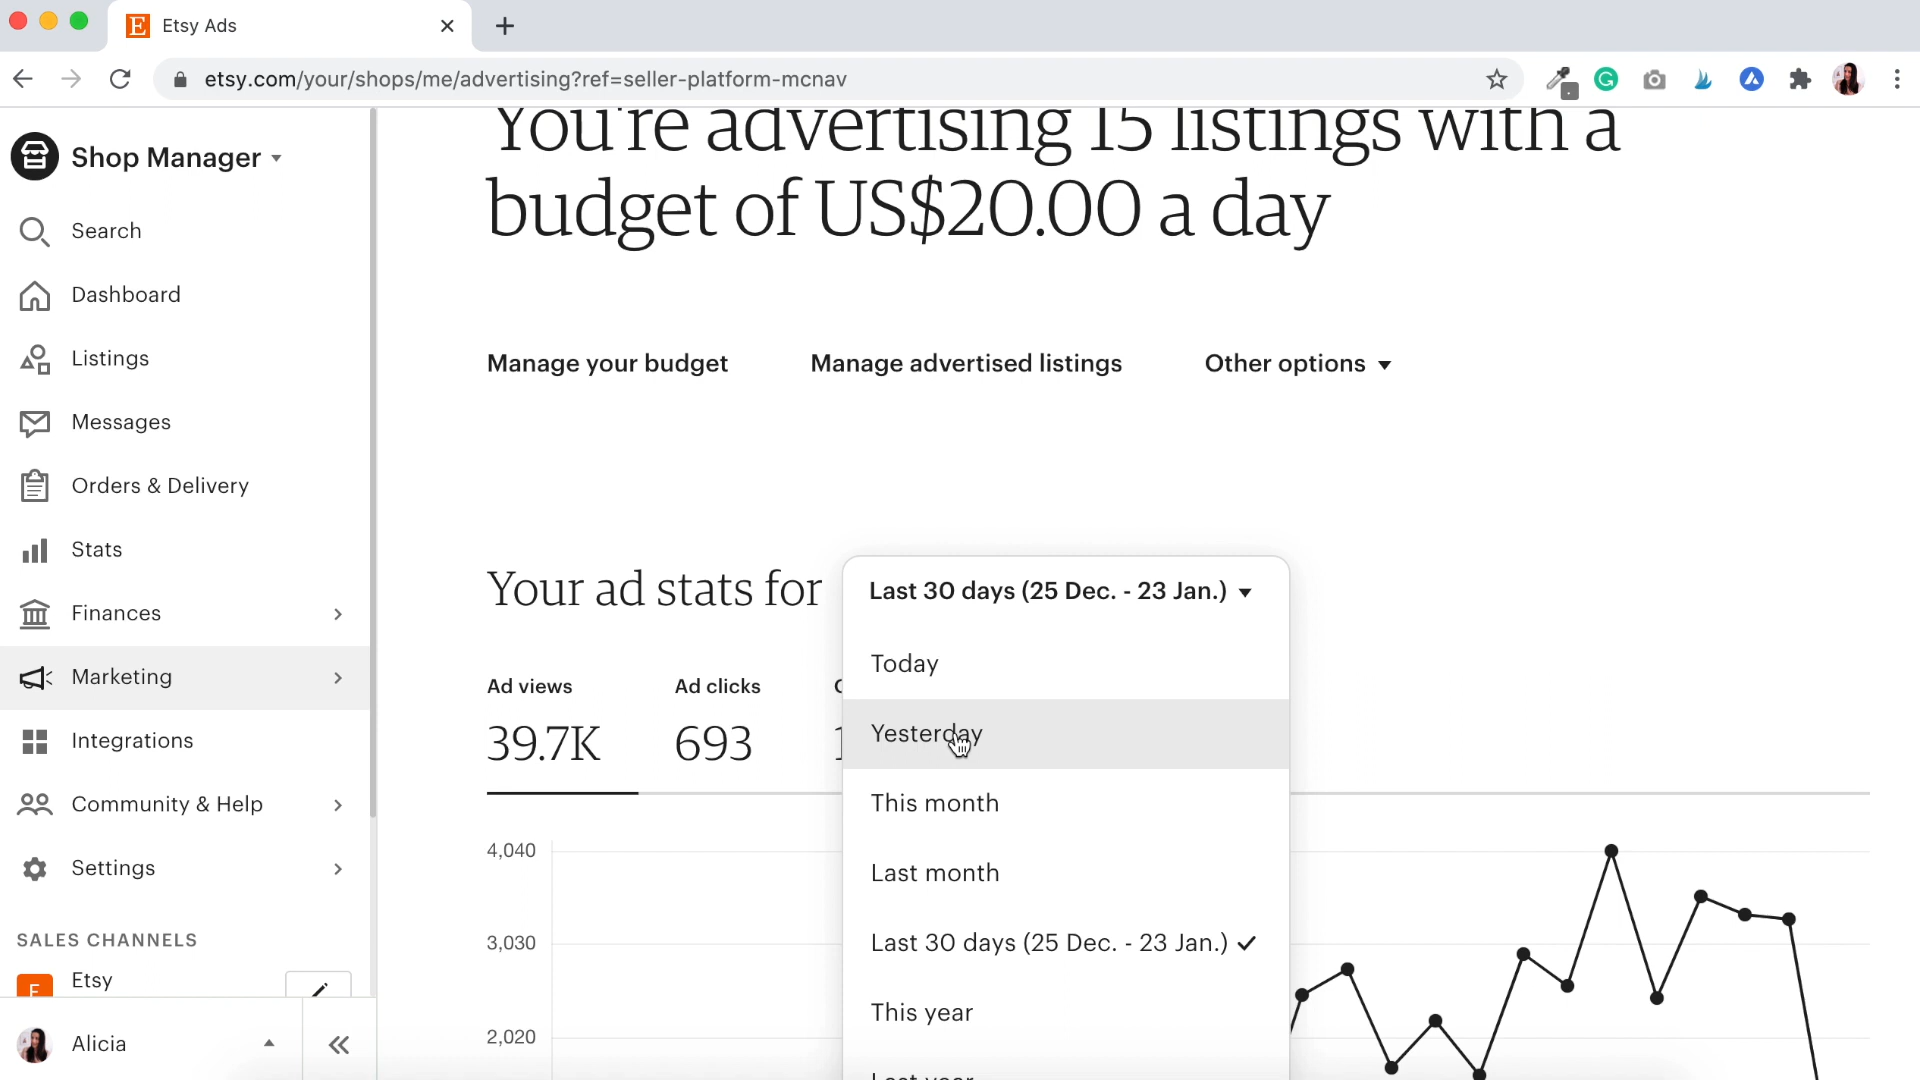 Etsy Ads
etsy.com/your/shops/me/advertising?ref=seller-platform-mcnav
Shop Manager
Search
Dashboard
Listings
Messages
Orders & Delivery
Stats
Finances
Marketing
Integrations
Community & Help
Settings
SALES CHANNELS
Etsy
Alicia
You're advertising 15 listings with a
budget of US$20.00 a day
Manage your budget
Manage advertised listings
Other options
Your ad stats for
Last 30 days (25 Dec. - 23 Jan.)
Today
Yesterday
This month
Last month
Last 30 days (25 Dec. - 23 Jan.)
This year
Last year
Ad views
39.7K
Ad clicks
693
4,040
3,030
2,020